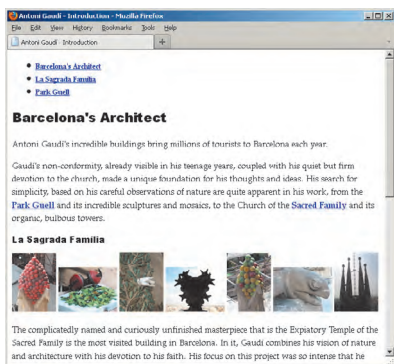 Antoni Gaudi - Introduction - Mozilla Firefox
File Edit View History Bookmarks Tools Help
Antoni Gaudi - Introduction
Barcelona's Architect
La Sagrada Família
Park Guell
Barcelona's Architect
Antoni Gaudí's incredible buildings bring millions of tourists to Barcelona each year.
Gaudí's non-conformity, already visible in his teenage years, coupled with his quiet but firm
devotion to the church, made a unique foundation for his thoughts and ideas. His search for
simplicity, based on his careful observations of nature are quite apparent in his work, from the
Park Guell and its incredible sculptures and mosaics, to the Church of the Sacred Family and its
organic, bulbous towers.
La Sagrada Família
The complicatedly named and curiously unfinished masterpiece that is the Expiatory Temple of the
Sacred Family is the most visited building in Barcelona. In it, Gaudí combines his vision of nature
and architecture with his devotion to his faith. His focus on this project was so intense that he